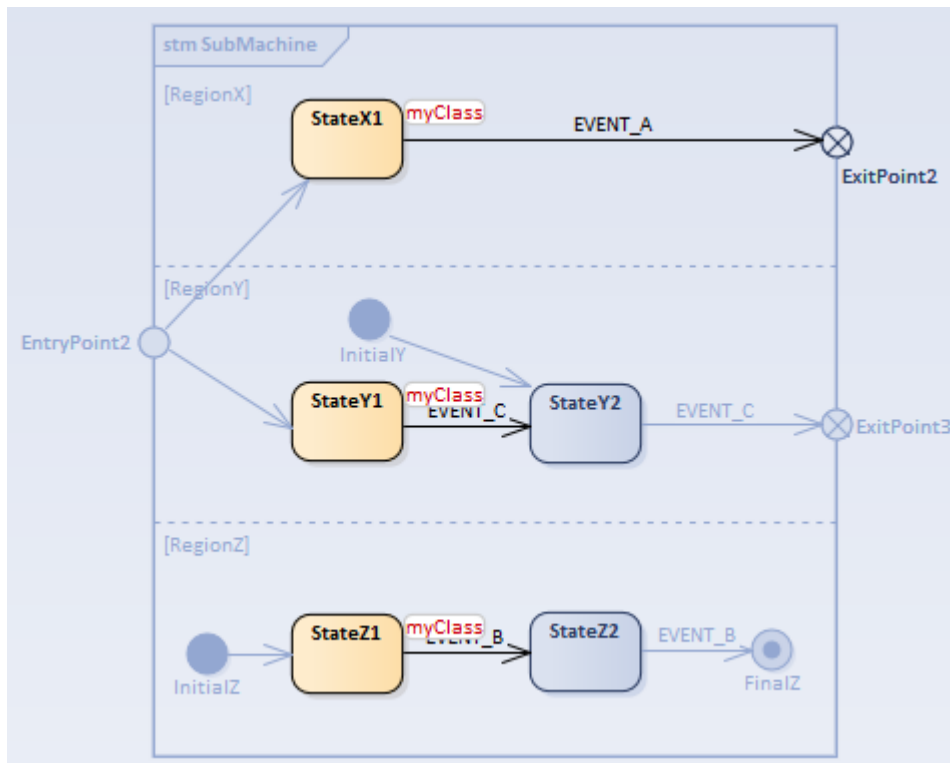 stm SubMachine
[RegionX]
StateX1
myClass
EVENT_A
ExitPoint2
[RegionY]
EntryPoint2
InitialY
StateY1
myClass
EVENT_C
StateY2
EVENT_C
ExitPoint3
[RegionZ]
StateZ1
myClass
EVENT_B
StateZ2
EVENT_B
InitialZ
FinalZ